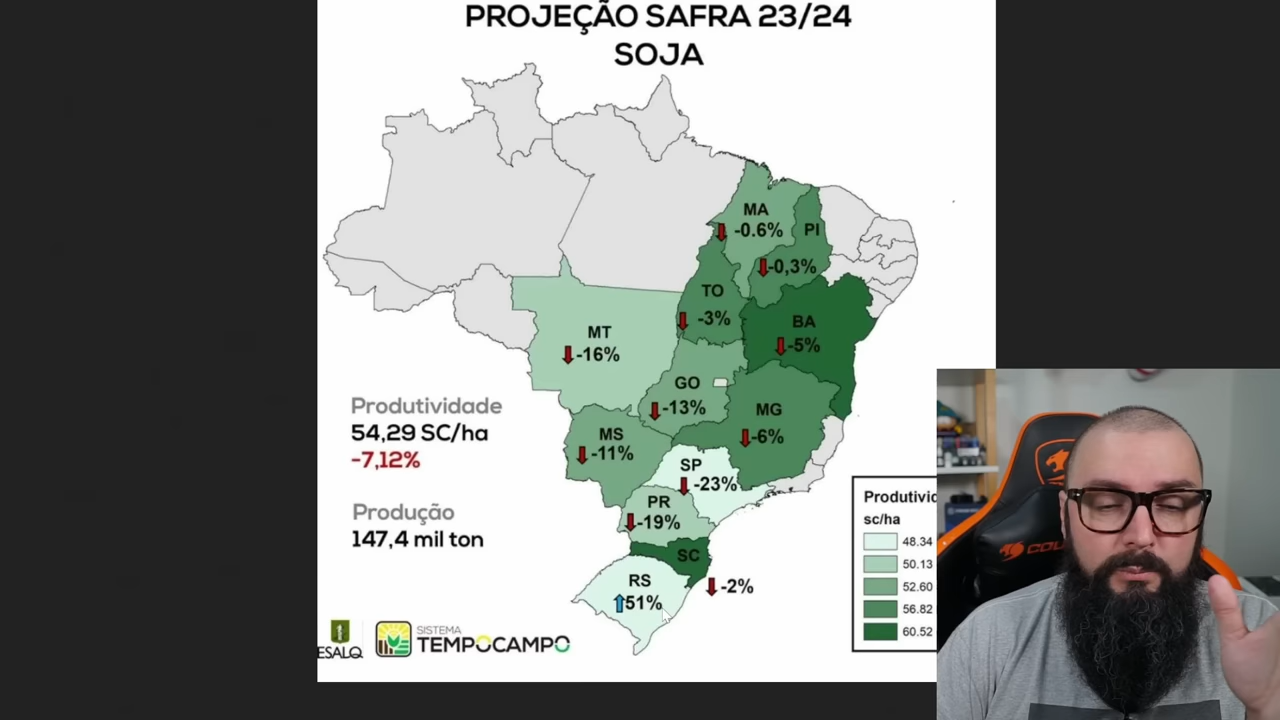 PROJEÇÃO SAFRA 23/24
SOJA
MA
-0.6%
PI
-0,3%
TO
-3%
BA
-5%
MT
-16%
GO
-13%
MG
-6%
MS
-11%
SP
-23%
PR
-19%
SC
-2%
RS
51%
Produtividade
54,29 SC/ha
-7,12%
Produção
147,4 mil ton
Produtivid
sc/ha
48.34
50.13
52.60
56.82
60.52
ESALQ
SISTEMA
TEMPOCAMPO
COU